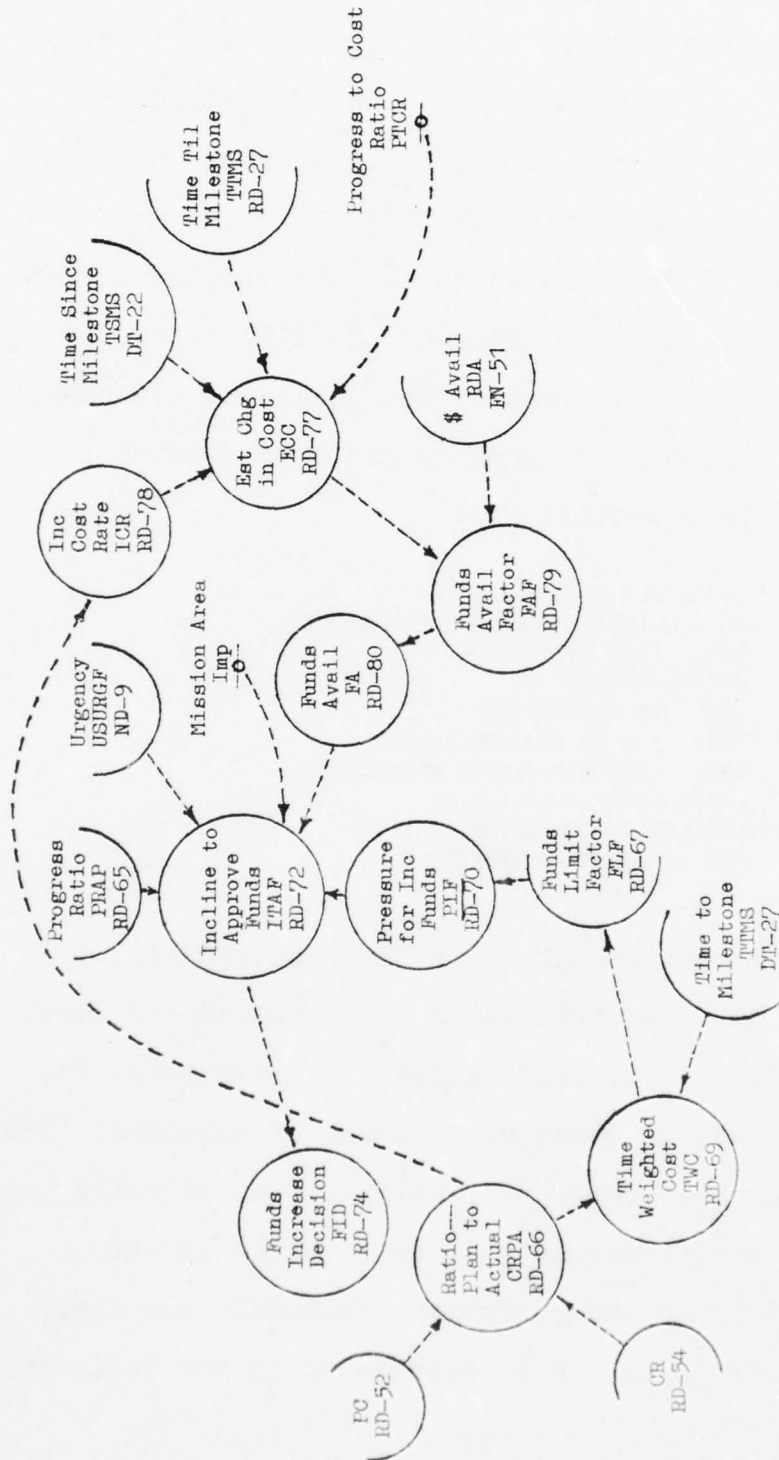 Time Since
Milestone
TSMS
DT-22
Time Til
Milestone
TTMS
RD-27
Progress to Cost
Ratio
PTCR
Inc
Cost
Rate
ICR
RD-78
Est Chg
in Cost
ECC
RD-77
$ Avail
RDA
FN-51
Urgency
USURGF
ND-9
Mission Area
Imp
Funds
Avail
FA
RD-80
Funds
Avail
Factor
FAF
RD-79
Progress
Ratio
PRAP
RD-65
Incline to
Approve
Funds
ITAF
RD-72
Pressure
for Inc
Funds
PIF
RD-70
Funds
Limit
Factor
FLF
RD-67
Funds
Increase
Decision
FID
RD-74
Ratio---
Plan to
Actual
CRPA
RD-66
Time
Weighted
Cost
TWC
RD-69
Time to
Milestone
TTMS
DT-27
PC
RD-52
CR
RD-54